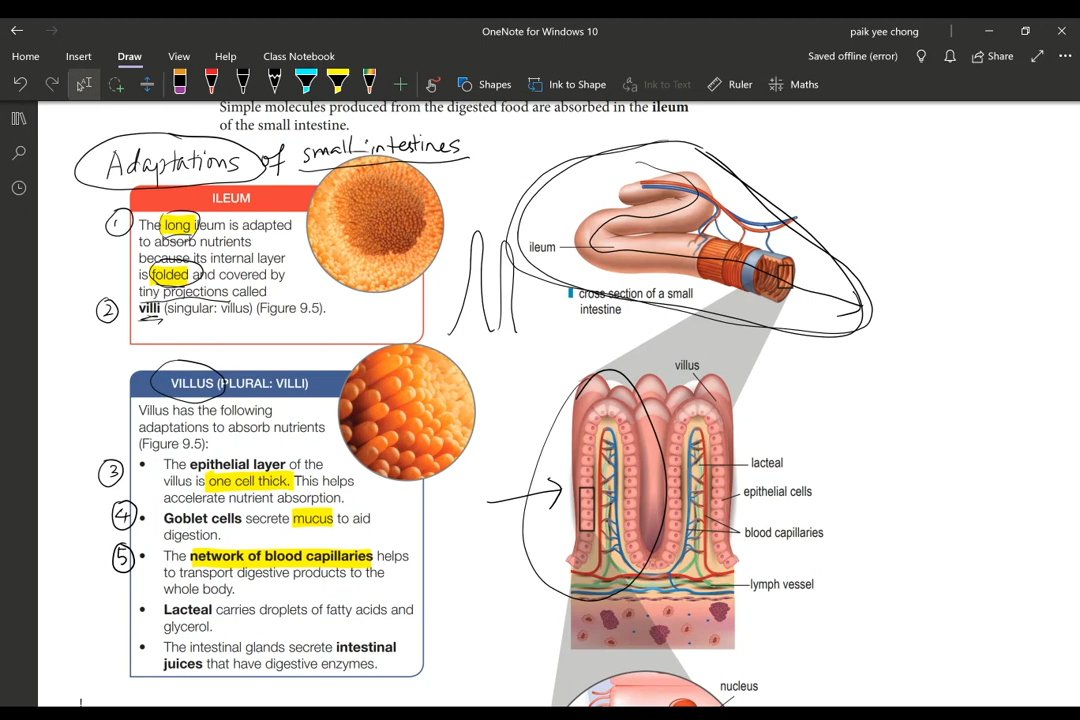 OneNote for Windows 10
paik yee chong
Home Insert Draw View Help Class Notebook
Saved offline (error)
Share
Shapes
Ink to Shape
Ink to Text
Ruler
Maths
Simple molecules produced from the digested food are absorbed in the ileum
of the small intestine.
Adaptations of small intestines
ILEUM
1
The long ileum is adapted
to absorb nutrients
because its internal layer
is folded and covered by
tiny projections called
2
villi (singular: villus) (Figure 9.5).
ileum
cross section of a small
intestine
VILLUS (PLURAL: VILLI)
Villus has the following
adaptations to absorb nutrients
(Figure 9.5):
3
• The epithelial layer of the
villus is one cell thick. This helps
accelerate nutrient absorption.
4
• Goblet cells secrete mucus to aid
digestion.
5
• The network of blood capillaries helps
to transport digestive products to the
whole body.
• Lacteal carries droplets of fatty acids and
glycerol.
• The intestinal glands secrete intestinal
juices that have digestive enzymes.
villus
lacteal
epithelial cells
blood capillaries
lymph vessel
nucleus